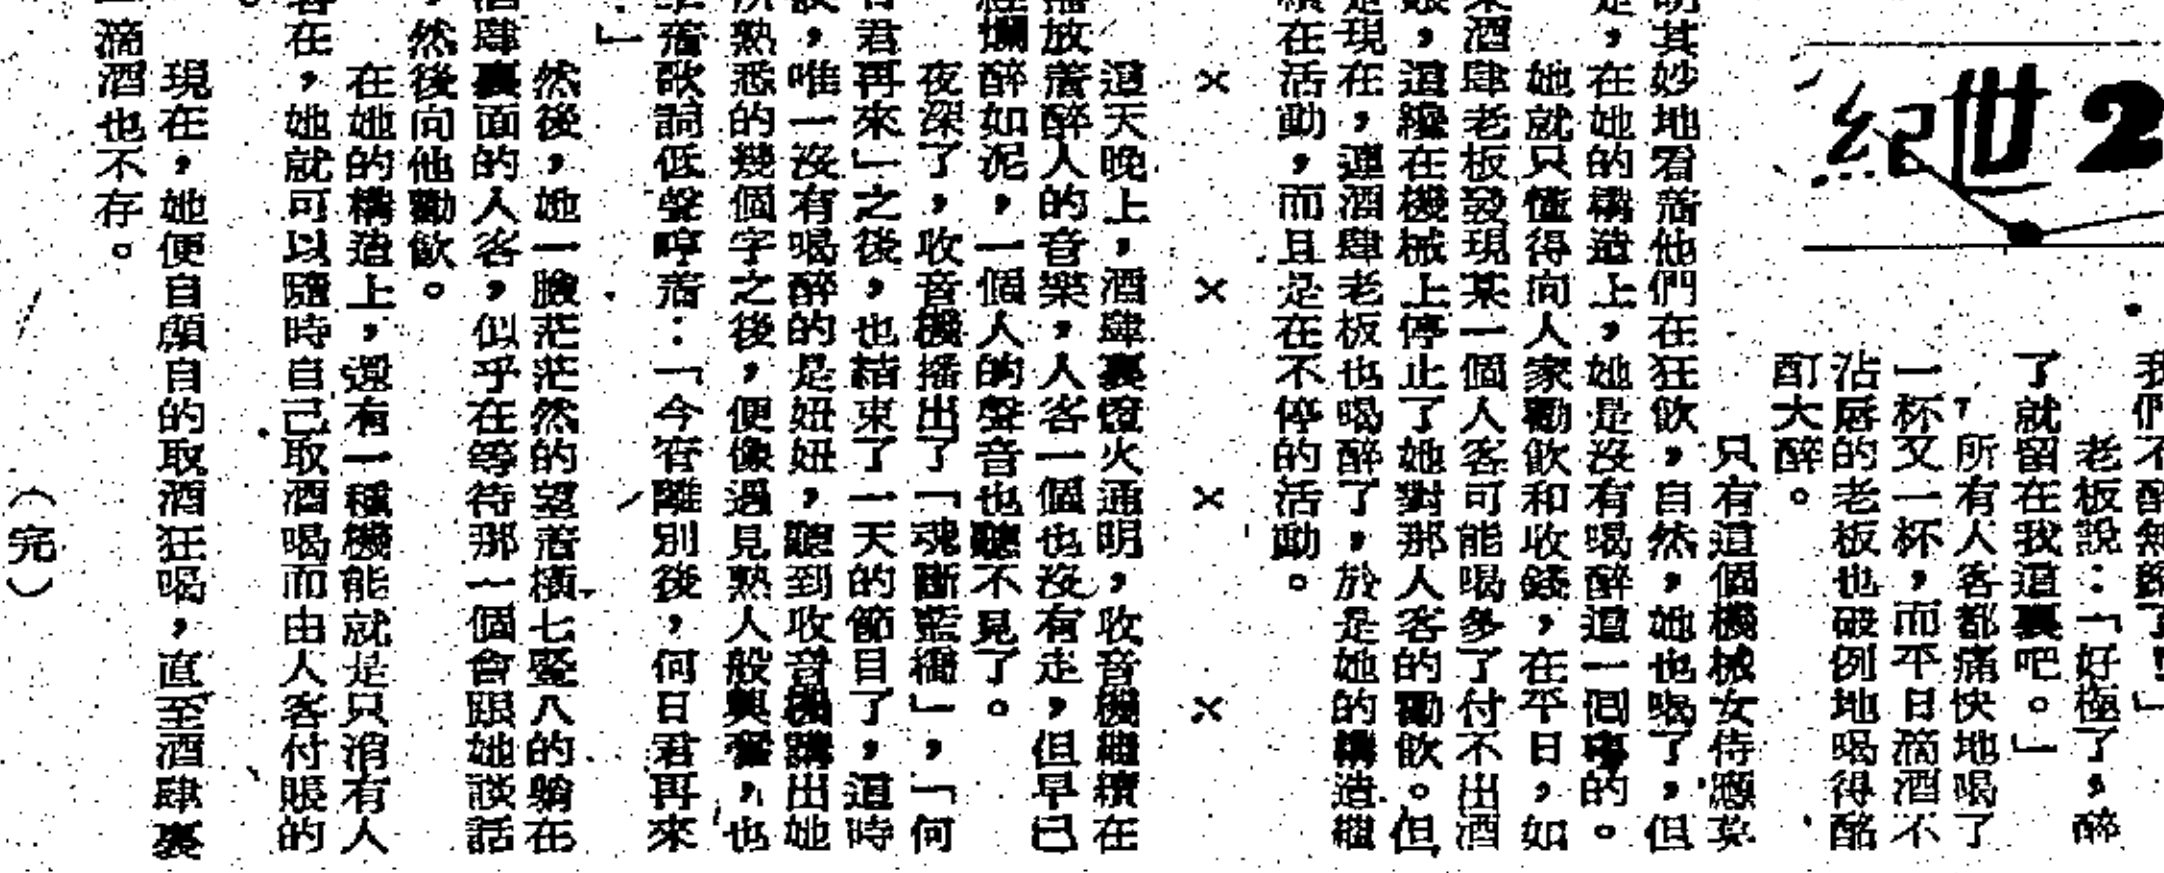 紀世2
我們不醉無歸了！」
老板說：「好極了，醉
了就留在我這裏吧。」
，所有人客都痛快地喝了
一杯又一杯，而平日滴酒不
沾唇的老板也破例地喝得酩
酊大醉。
只有這個機械女侍應莫
明其妙地看著他們在狂飲，自然，她也喝了，但
是，在她的構造上，她是沒有喝醉這一回事的。
她就只懂得向人家勸飲和收錢，在平日，如
果酒肆老板發現某一個人客可能喝多了付不出酒
賬，這纔在機械上停止了她對那人客的勸飲。但
是現在，連酒肆老板也喝醉了，於是她的構造繼
續在活動，而且是在不停的活動。
× × × ×
這天晚上，酒肆裏燈火通明，收音機繼續在
播放著醉人的音樂，人客一個也沒有走，但早已
經爛醉如泥，一個人的聲音也聽不見了。
夜深了，收音機播出了「魂斷藍橋」，「何
日君再來」之後，也結束了一天的節目了，這時
，唯一沒有喝醉的是妞妞，聽到收音機講出她
所熟悉的幾個字之後，便像遇見熟人般興奮，也
著歌詞低聲哼著：「今宵離別後，何日君再來
。」
然後，她一臉茫茫然的望著橫七豎八的躺在
酒肆裏面的人客，似乎在等待那一個會跟她談話
，然後向他勸飲。
在她的構造上，還有一種機能就是只消有人
客在，她就可以隨時自己取酒喝而由人客付賬的
。
現在，她便自顧自的取酒狂喝，直至酒肆裏
一滴酒也不存。
（完）